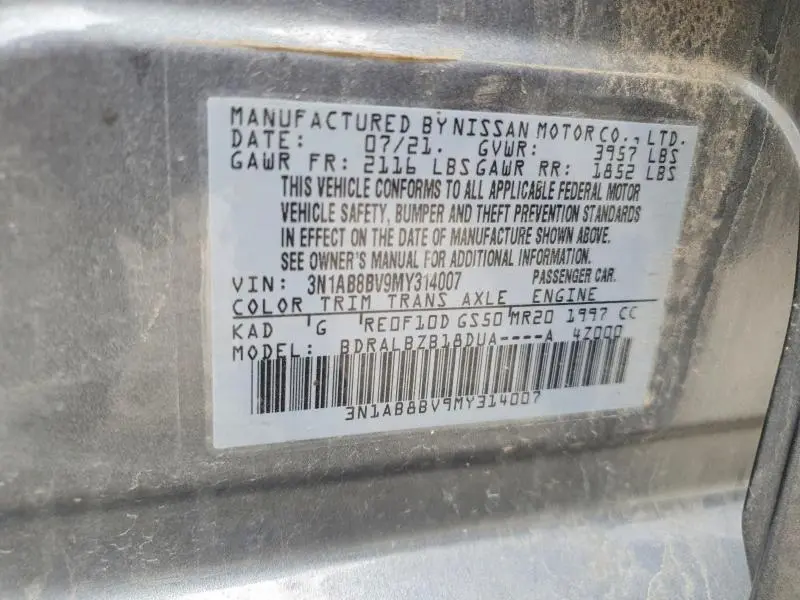 MANUFACTURED BY NISSAN MOTOR CO., LTD.
DATE: 07/21. GVWR: 3957 LBS
GAWR FR: 2116 LBS GAWR RR: 1852 LBS
THIS VEHICLE CONFORMS TO ALL APPLICABLE FEDERAL MOTOR
VEHICLE SAFETY, BUMPER AND THEFT PREVENTION STANDARDS
IN EFFECT ON THE DATE OF MANUFACTURE SHOWN ABOVE.
SEE OWNER'S MANUAL FOR ADDITIONAL INFORMATION.
VIN: 3N1AB8BV9MY314007 PASSENGER CAR.
COLOR TRIM TRANS AXLE ENGINE
KAD G RE0F10D GS50 MR20 1997 CC
MODEL: BDRALBZB18DUA----A 4Z000
3N1AB8BV9MY314007